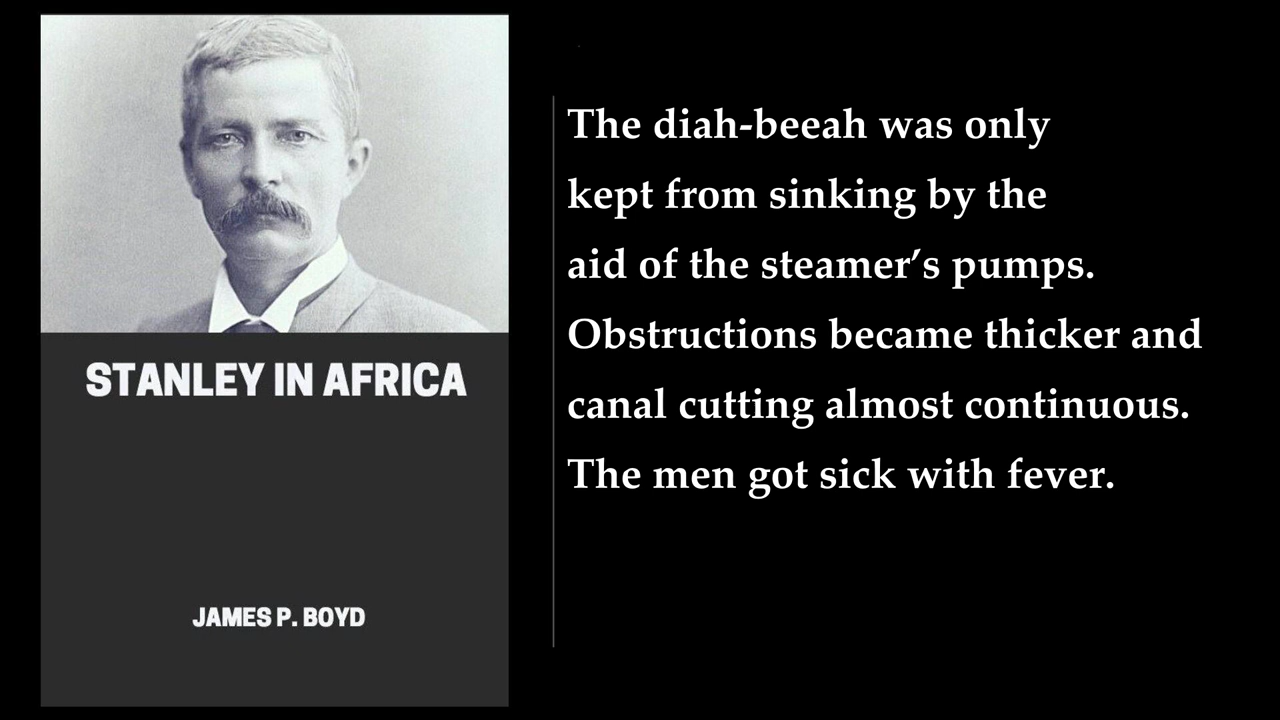 STANLEY IN AFRICA
JAMES P. BOYD
The diah-beeah was only
kept from sinking by the
aid of the steamer’s pumps.
Obstructions became thicker and
canal cutting almost continuous.
The men got sick with fever.